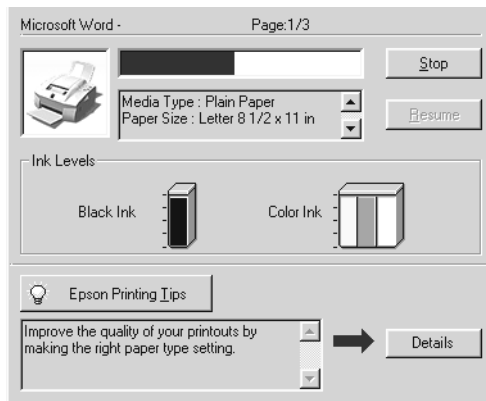 Microsoft Word -
Page:1/3
Stop
Media Type : Plain Paper
Paper Size : Letter 8 1/2 x 11 in
Resume
Ink Levels
Black Ink
Color Ink
Epson Printing Tips
Improve the quality of your printouts by
making the right paper type setting.
Details